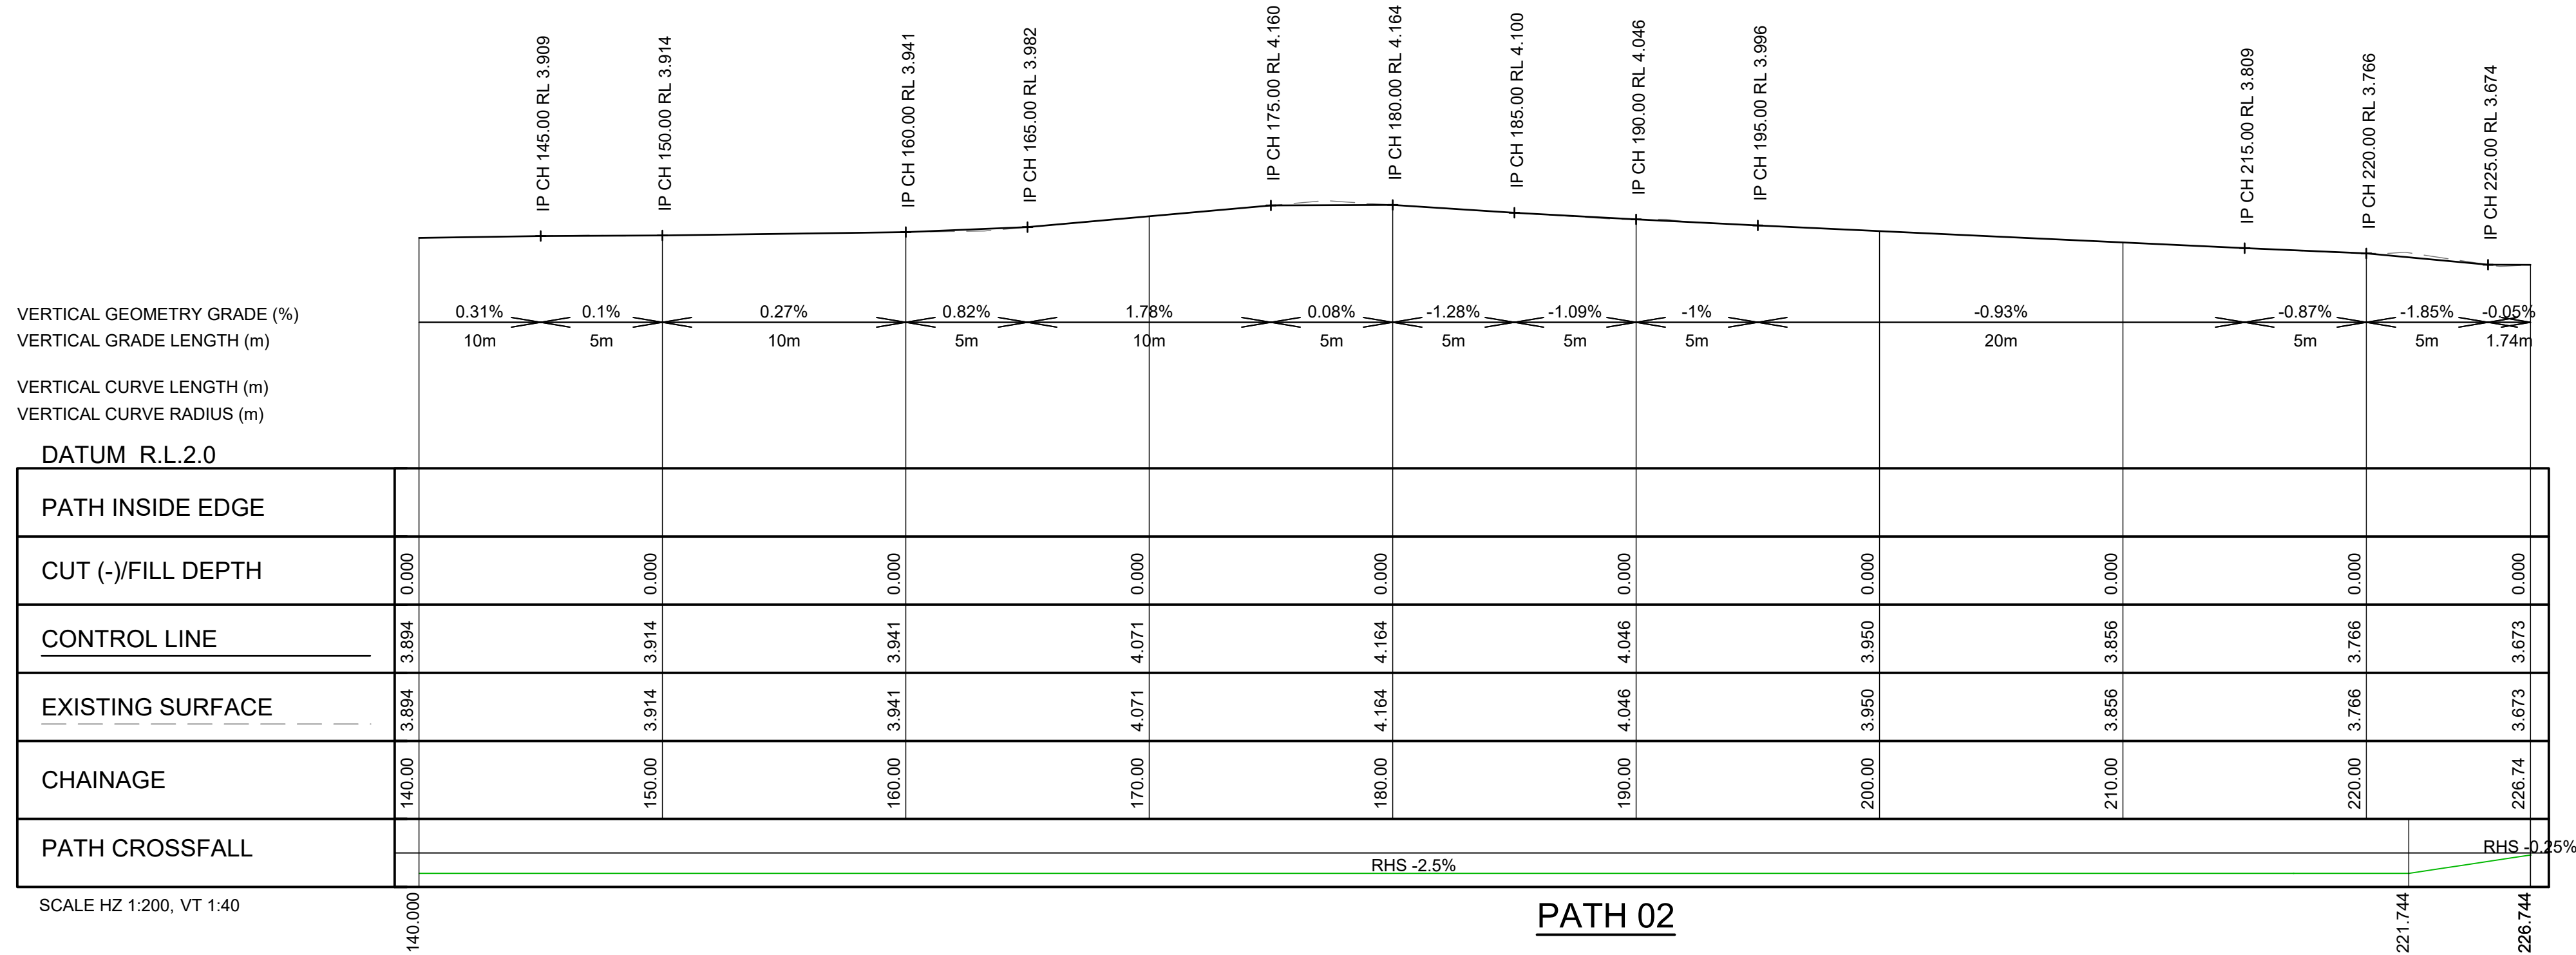 IP CH 145.00 RL 3.909
IP CH 150.00 RL 3.914
IP CH 160.00 RL 3.941
IP CH 165.00 RL 3.982
IP CH 175.00 RL 4.160
IP CH 180.00 RL 4.164
IP CH 185.00 RL 4.100
IP CH 190.00 RL 4.046
IP CH 195.00 RL 3.996
IP CH 215.00 RL 3.809
IP CH 220.00 RL 3.766
IP CH 225.00 RL 3.674
VERTICAL GEOMETRY GRADE (%) 0.31% 0.1% 0.27% 0.82% 1.78% 0.08% -1.28% -1.09% -1% -0.93% -0.87% -1.85% -0.05%
VERTICAL GRADE LENGTH (m) 10m 5m 10m 5m 10m 5m 5m 5m 5m 20m 5m 5m 1.74m
VERTICAL CURVE LENGTH (m)
VERTICAL CURVE RADIUS (m)
DATUM R.L.2.0
PATH INSIDE EDGE
CUT (-)/FILL DEPTH 0.000 0.000 0.000 0.000 0.000 0.000 0.000 0.000 0.000 0.000
CONTROL LINE 3.894 3.914 3.941 4.071 4.164 4.046 3.950 3.856 3.766 3.673
EXISTING SURFACE 3.894 3.914 3.941 4.071 4.164 4.046 3.950 3.856 3.766 3.673
CHAINAGE 140.00 150.00 160.00 170.00 180.00 190.00 200.00 210.00 220.00 226.74
PATH CROSSFALL RHS -2.5% RHS -0.25%
SCALE HZ 1:200, VT 1:40 140.000 221.744 226.744
PATH 02